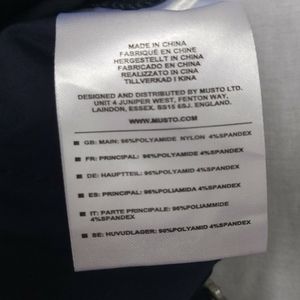 MADE IN CHINA
FABRIQUÉ EN CHINE
HERGESTELLT IN CHINA
FABRICADO EN CHINA
REALIZZATO IN CINA
TILLVERKAD I KINA
DESIGNED AND DISTRIBUTED BY MUSTO LTD.
UNIT 4 JUNIPER WEST, FENTON WAY,
LAINDON, ESSEX, SS15 6SJ, ENGLAND.
WWW.MUSTO.COM
GB: MAIN: 96%POLYAMIDE NYLON 4%SPANDEX
FR: PRINCIPAL: 96%POLYAMIDE 4%SPANDEX
DE: HAUPTTEIL: 96%POLYAMID 4%SPANDEX
ES: PRINCIPAL: 96%POLIAMIDA 4%SPANDEX
IT: PARTE PRINCIPALE: 96%POLIAMMIDE
4%SPANDEX
SE: HUVUDLAGER: 96%POLYAMID 4%SPANDEX